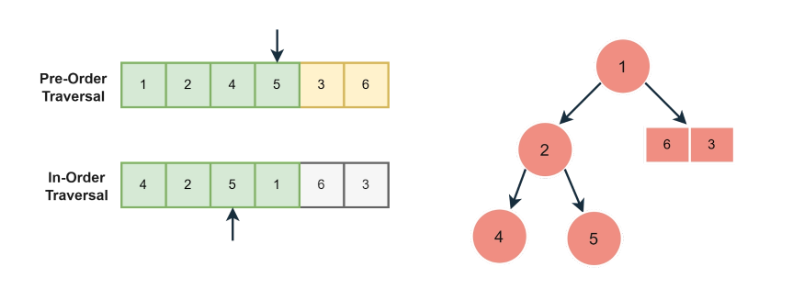 Pre-Order
Traversal
1 2 4 5 3 6
In-Order
Traversal
4 2 5 1 6 3
1
2
6 3
4
5